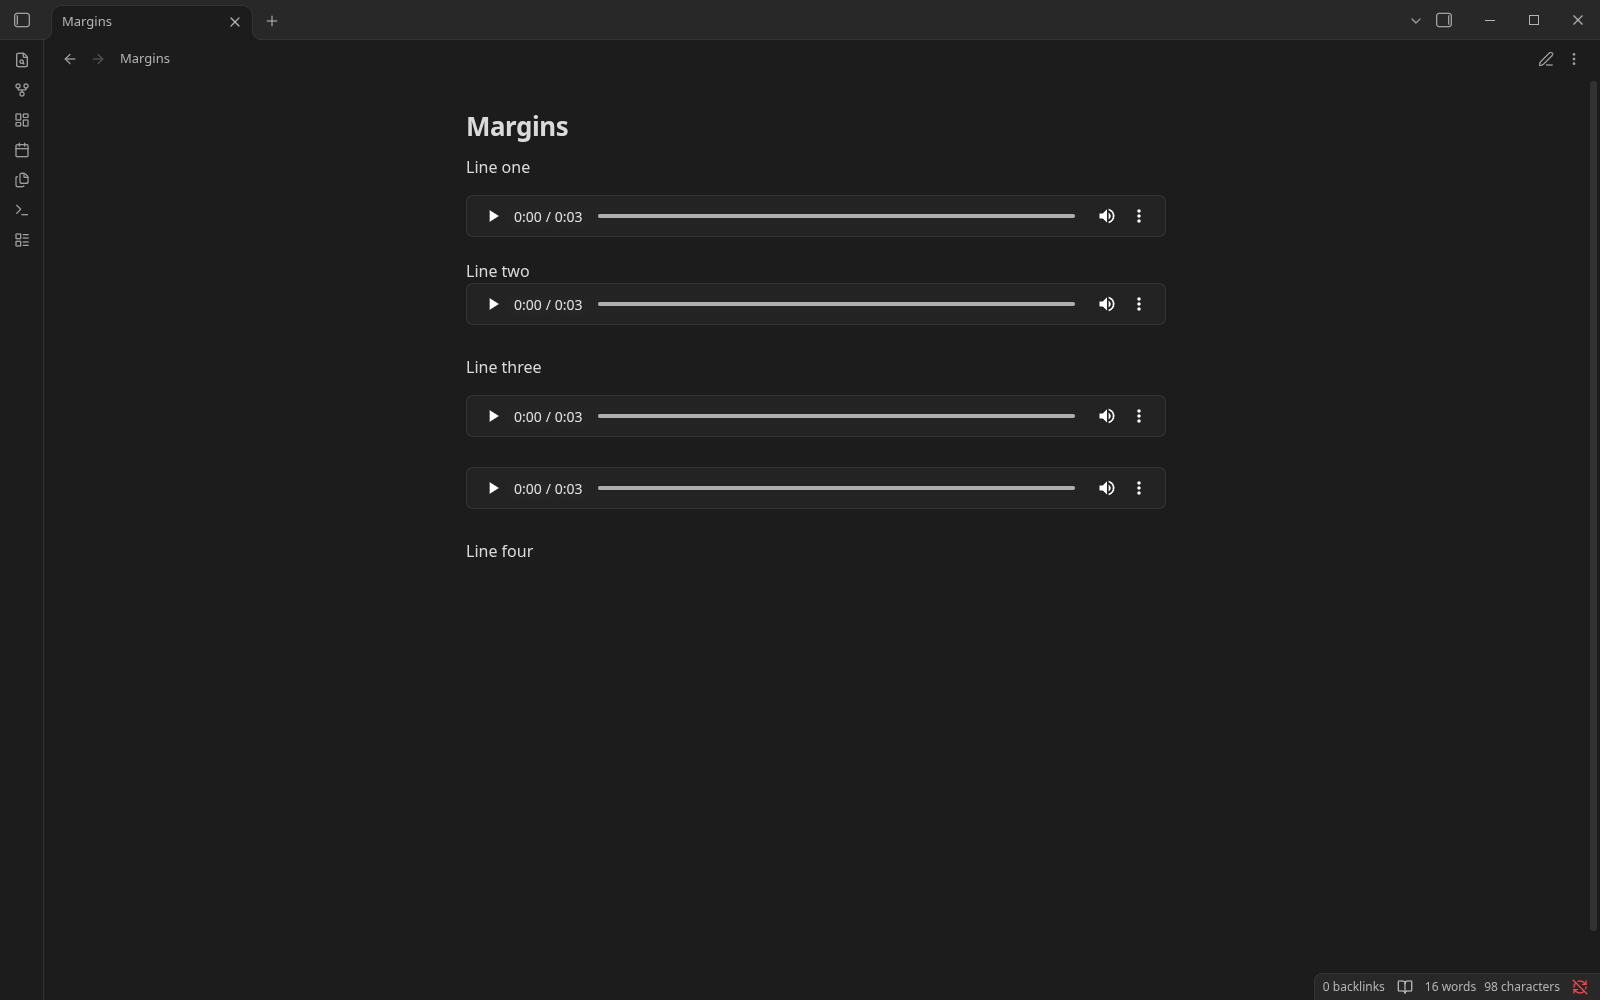 Margins
Margins
Margins
Line one
0:00 / 0:03
Line two
0:00 / 0:03
Line three
0:00 / 0:03
0:00 / 0:03
Line four
0 backlinks 16 words 98 characters